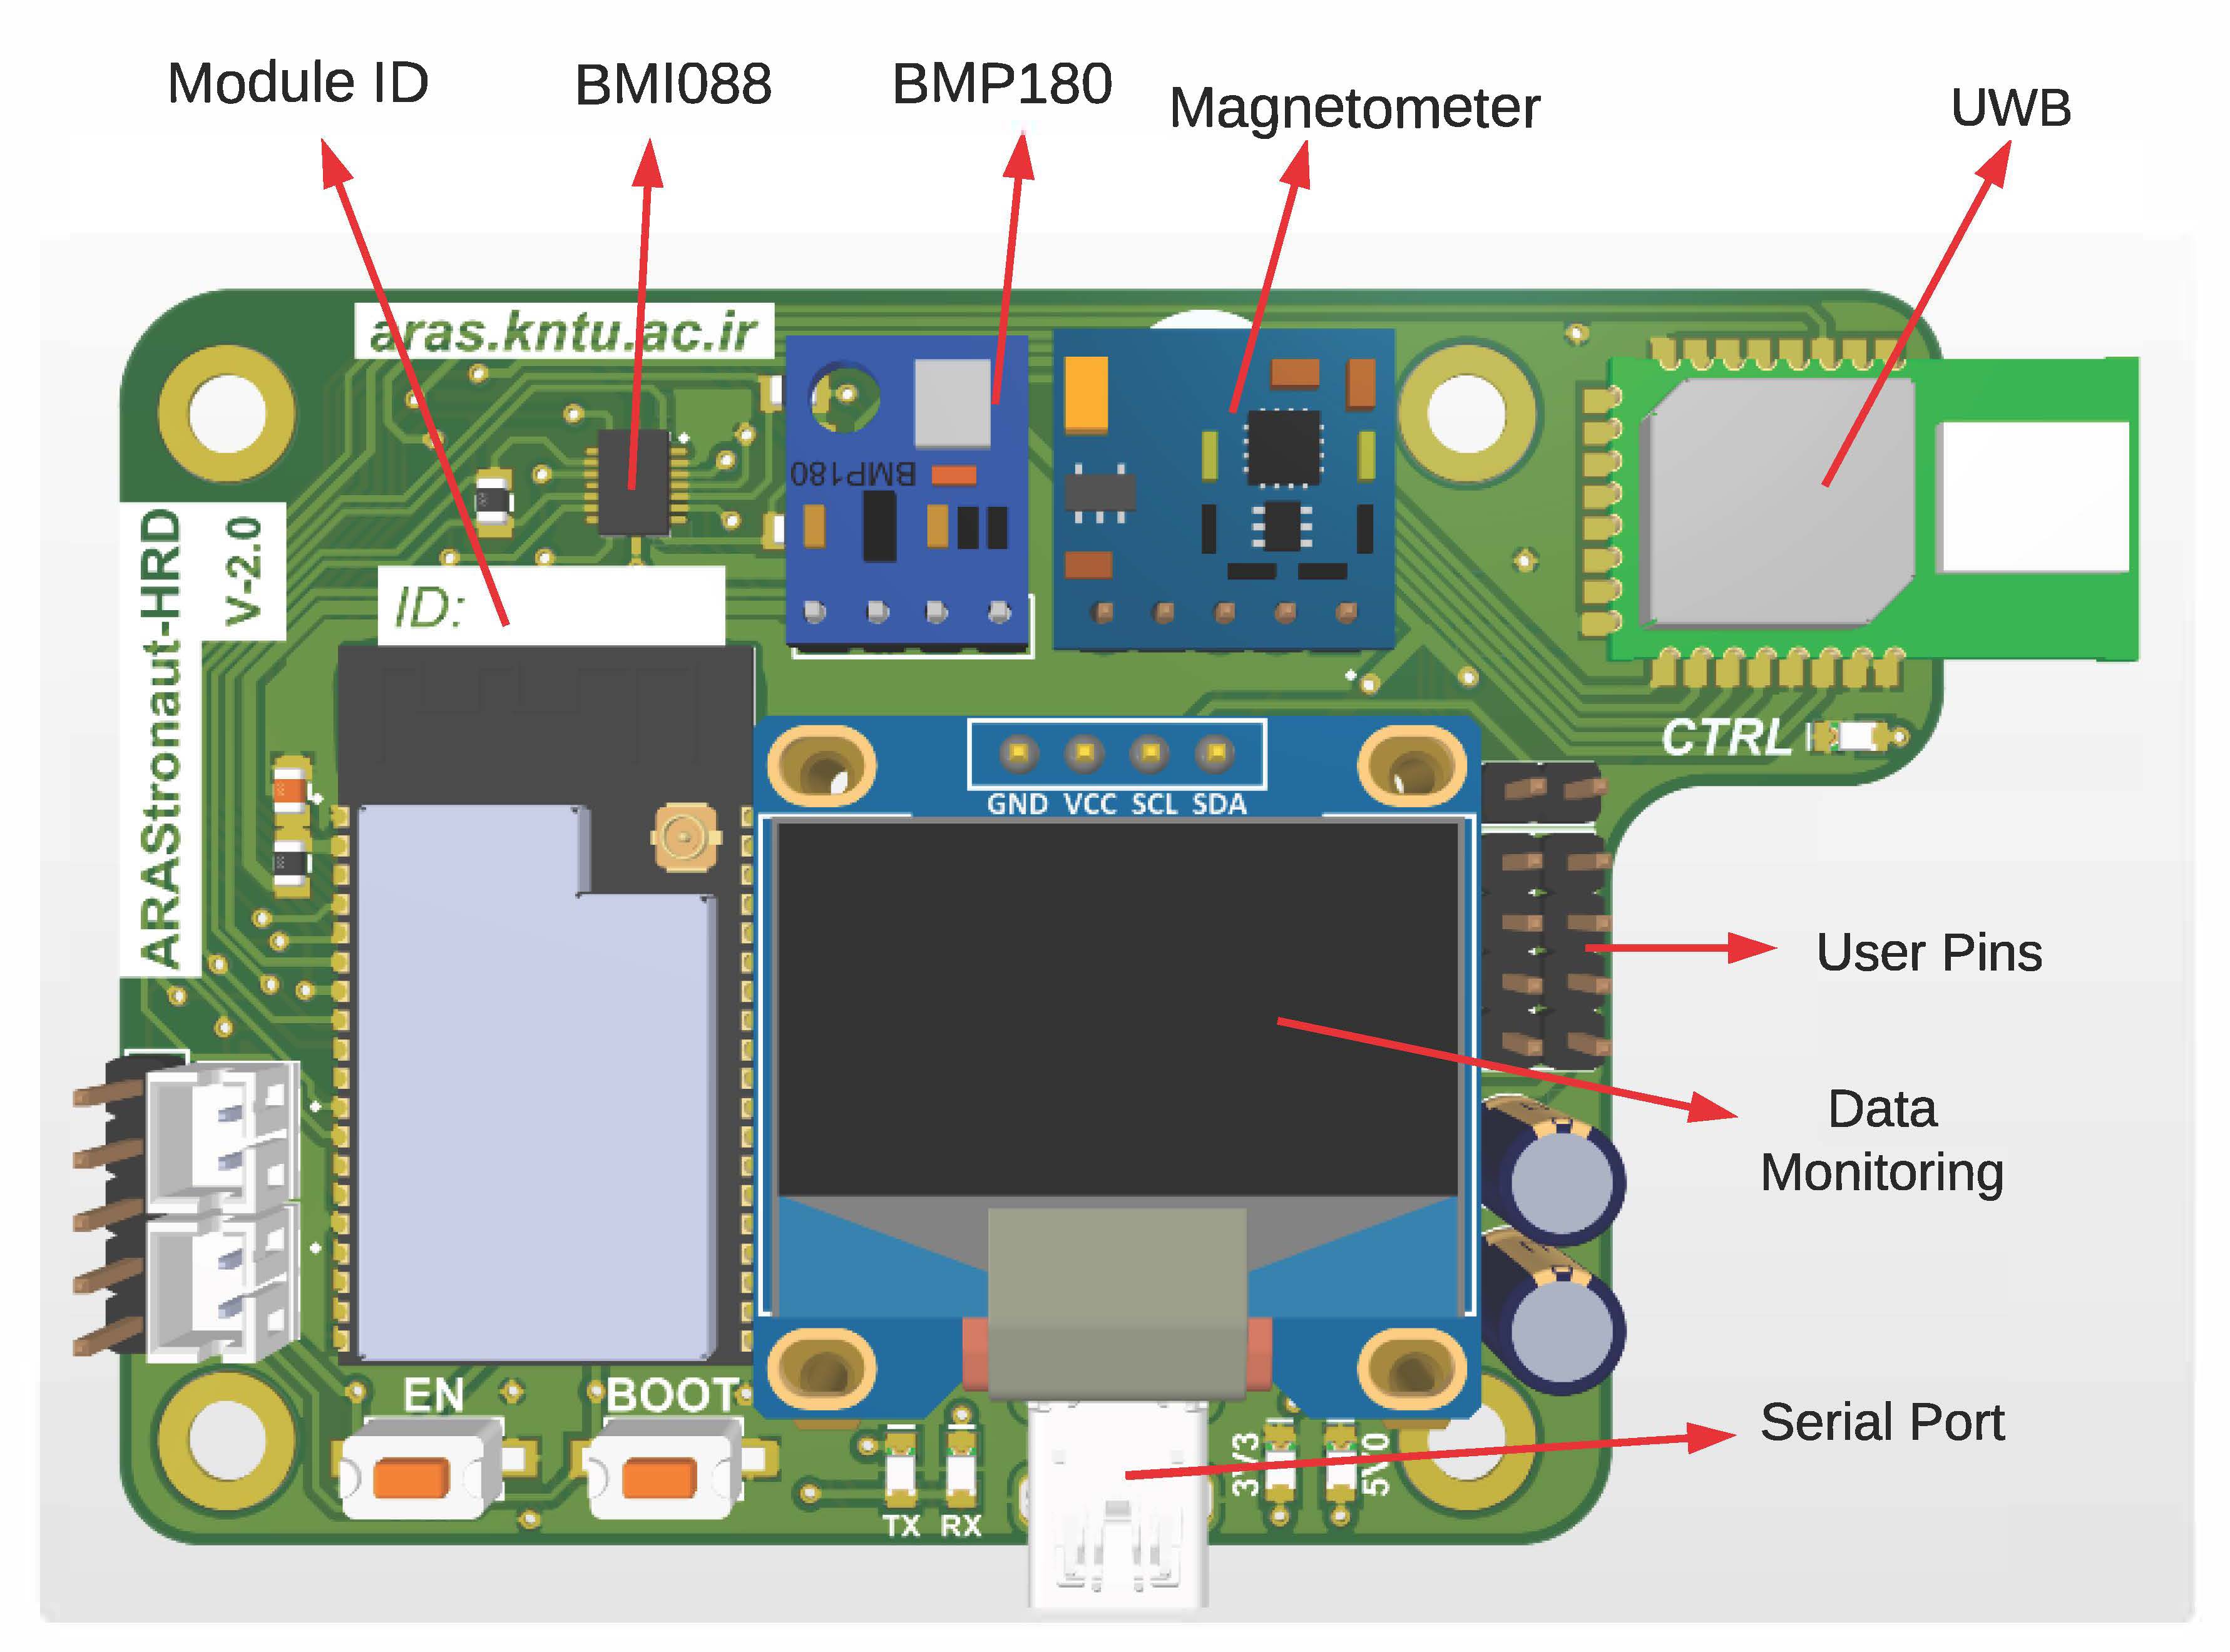 Module ID
BMI088
BMP180
Magnetometer
UWB
aras.kntu.ac.ir
BMP180
ARAStronaut-HRD
V-2.0
ID:
CTRL
GND VCC SCL SDA
User Pins
Data
Monitoring
Serial Port
EN
BOOT
TX RX
3V3
5V0